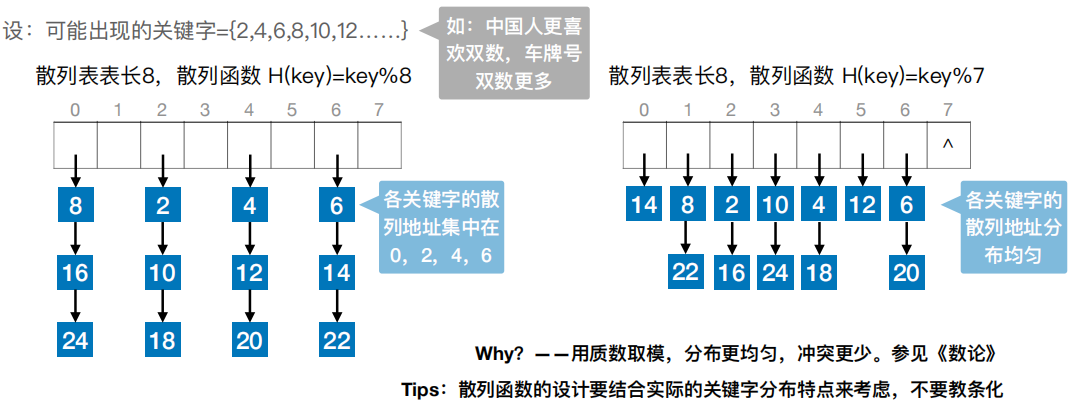 设：可能出现的关键字={2,4,6,8,10,12……}
如：中国人更喜
欢双数，车牌号
双数更多
散列表表长8，散列函数 H(key)=key%8
0 1 2 3 4 5 6 7
8 2 4 6
16 10 12 14
24 18 20 22
各关键字的散
列地址集中在
0，2，4，6
散列表表长8，散列函数 H(key)=key%7
0 1 2 3 4 5 6 7
^
14 8 2 10 4 12 6
22 16 24 18 20
各关键字的
散列地址分
布均匀
Why？——用质数取模，分布更均匀，冲突更少。参见《数论》
Tips：散列函数的设计要结合实际的关键字分布特点来考虑，不要教条化